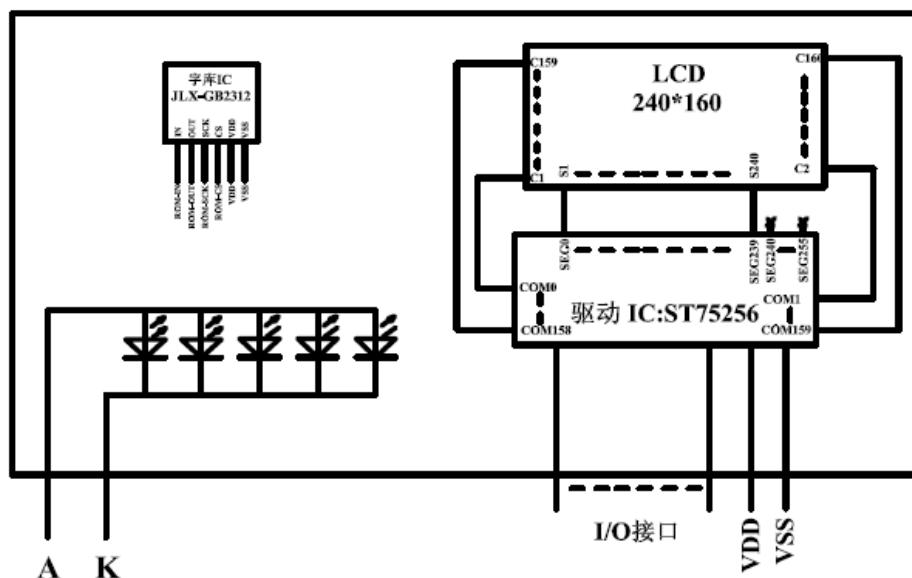 字库IC
JLX-GB2312
IN
OUT
SCK
CS
VDD
VSS
ROM-IN
ROM-OUT
ROM-SCK
ROM-CS
VDD
VSS
C159
LCD
240*160
C160
C1
S1
S240
C2
SEG0
SEG239
SEG240
SEG255
COM0
COM1
驱动 IC:ST75256
COM158
COM159
I/O接口
VDD
VSS
A
K